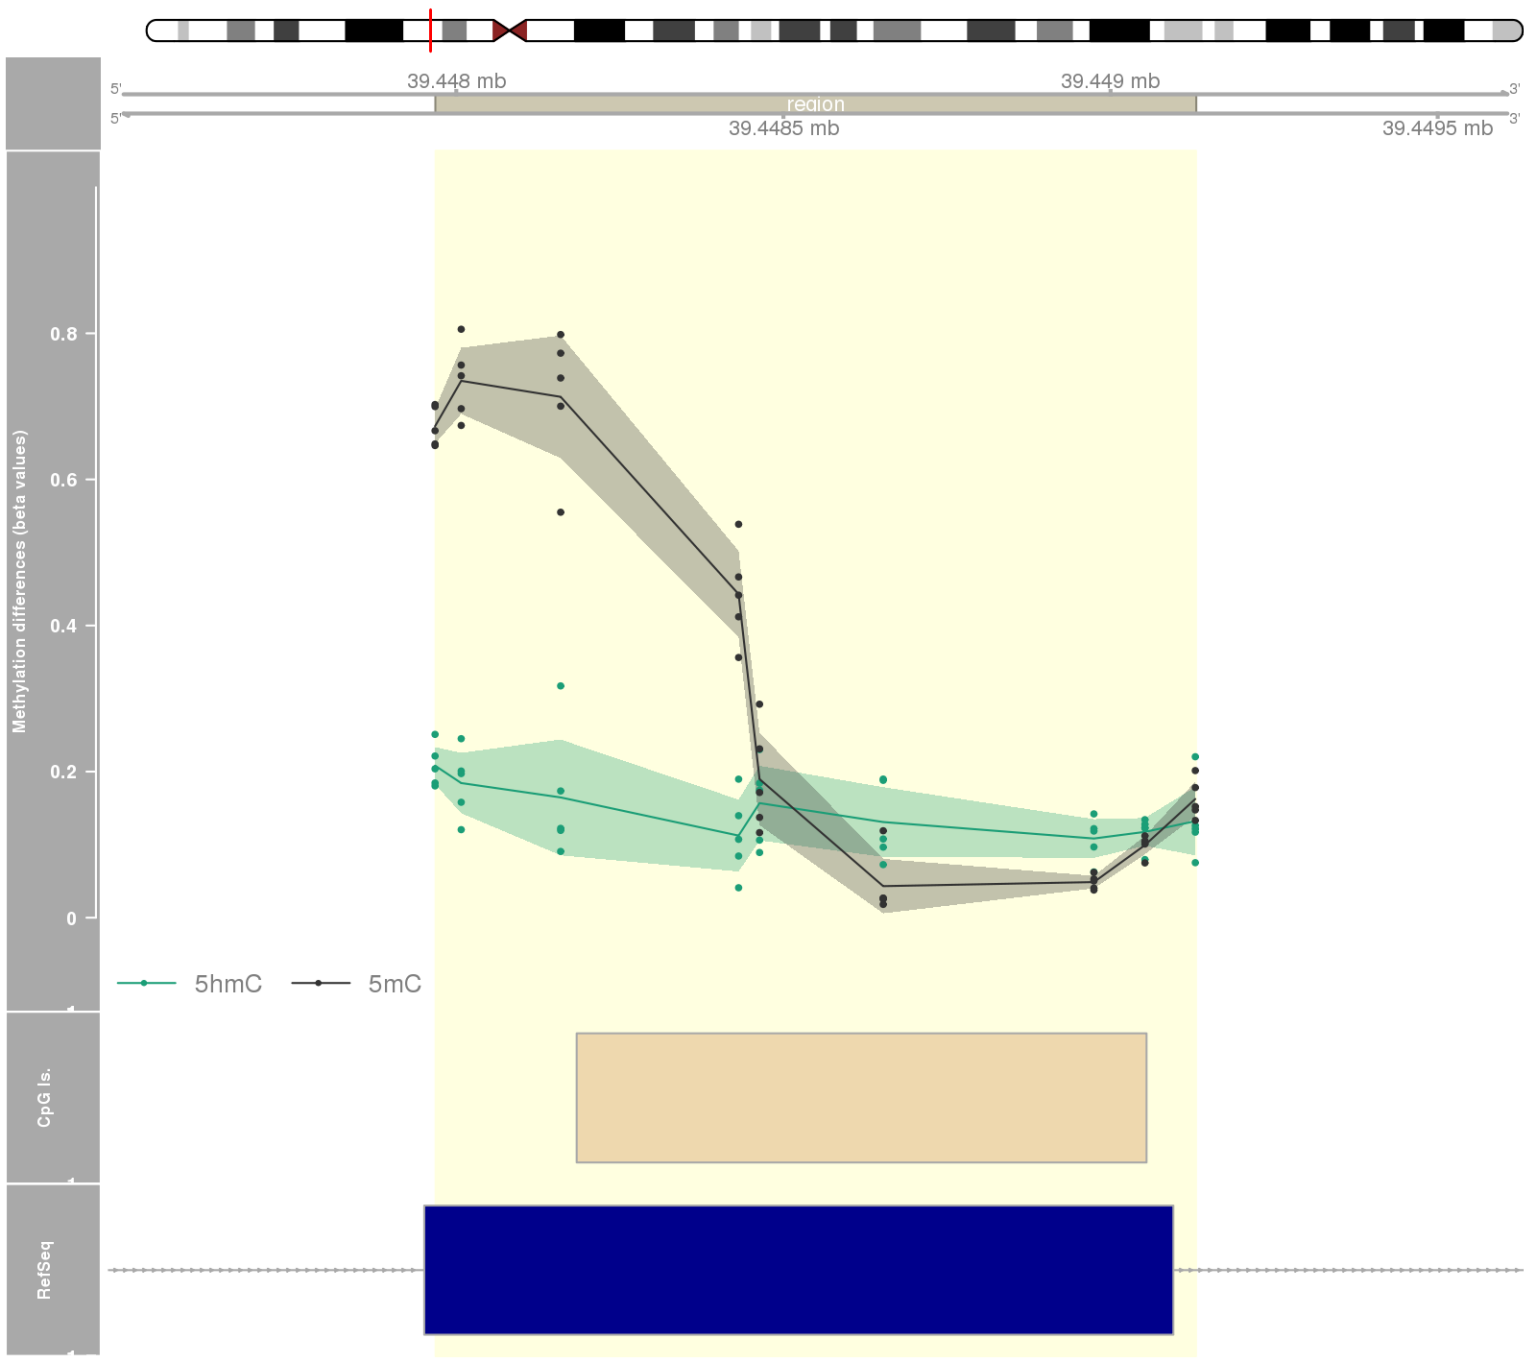 39.448 mb
39.449 mb
5'
3'
region
5'
3'
39.4485 mb
39.4495 mb
Methylation differences (beta values)
0.8
0.6
0.4
0.2
0
5hmC
5mC
CpG Is.
RefSeq